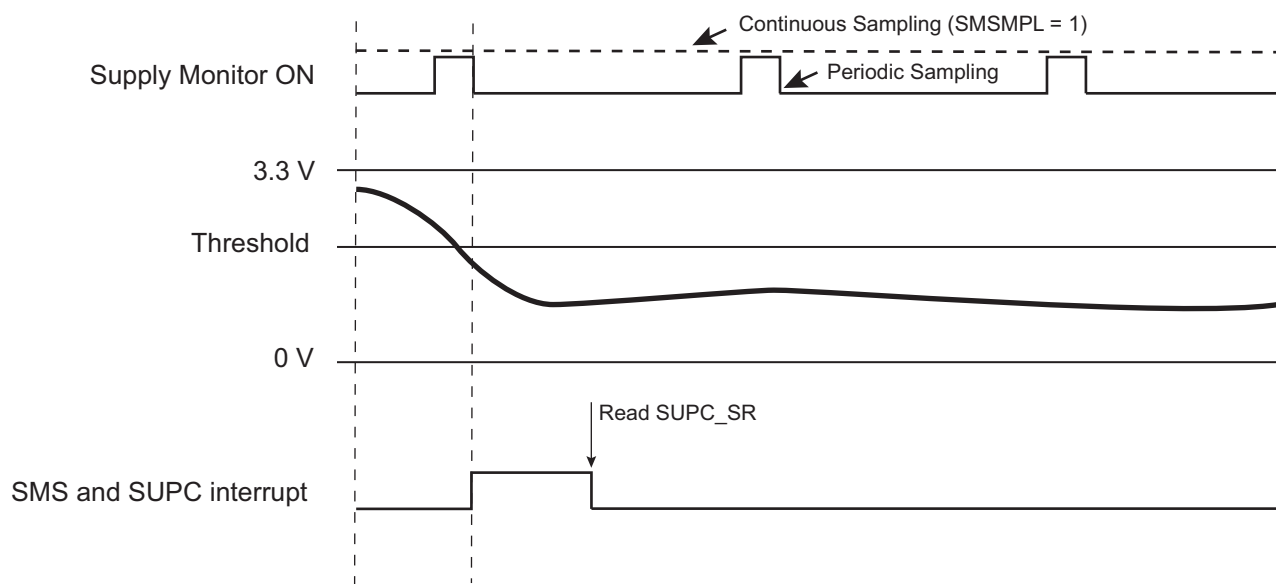 Continuous Sampling (SMSMPL = 1)
Supply Monitor ON
Periodic Sampling
3.3 V
Threshold
0 V
Read SUPC_SR
SMS and SUPC interrupt